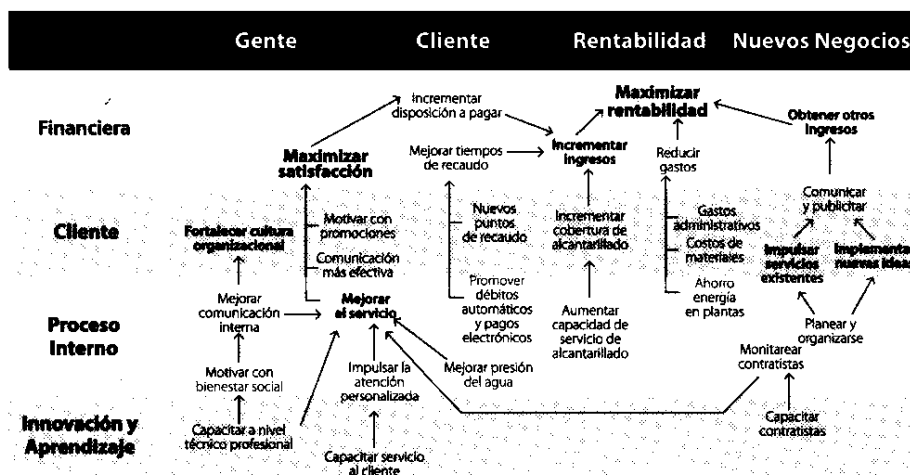 Gente Cliente Rentabilidad Nuevos Negocios
Financiera
Incrementar
disposición a pagar
Maximizar
rentabilidad
Obtener otros
ingresos
Maximizar
satisfacción
Mejorar tiempos
de recaudo
Incrementar
ingresos
Reducir
gastos
Cliente
Fortalecer cultura
organizacional
Motivar con
promociones
Comunicación
más efectiva
Nuevos
puntos
de recaudo
Incrementar
cobertura de
alcantarillado
Gastos
administrativos
Costos de
materiales
Comunicar
y publicitar
Impulsar
servicios
existentes
Implementar
nuevas ideas
Proceso
Interno
Mejorar
comunicación
interna
Mejorar
el servicio
Promover
débitos
automáticos
y pagos
electrónicos
Aumentar
capacidad de
servicio de
alcantarillado
Ahorro
energía
en plantas
Planear y
organizarse
Motivar con
bienestar social
Impulsar la
atención
personalizada
Mejorar presión
del agua
Monitarear
contratistas
Innovación y
Aprendizaje
Capacitar a nivel
técnico profesional
Capacitar servicio
al cliente
Capacitar
contratistas